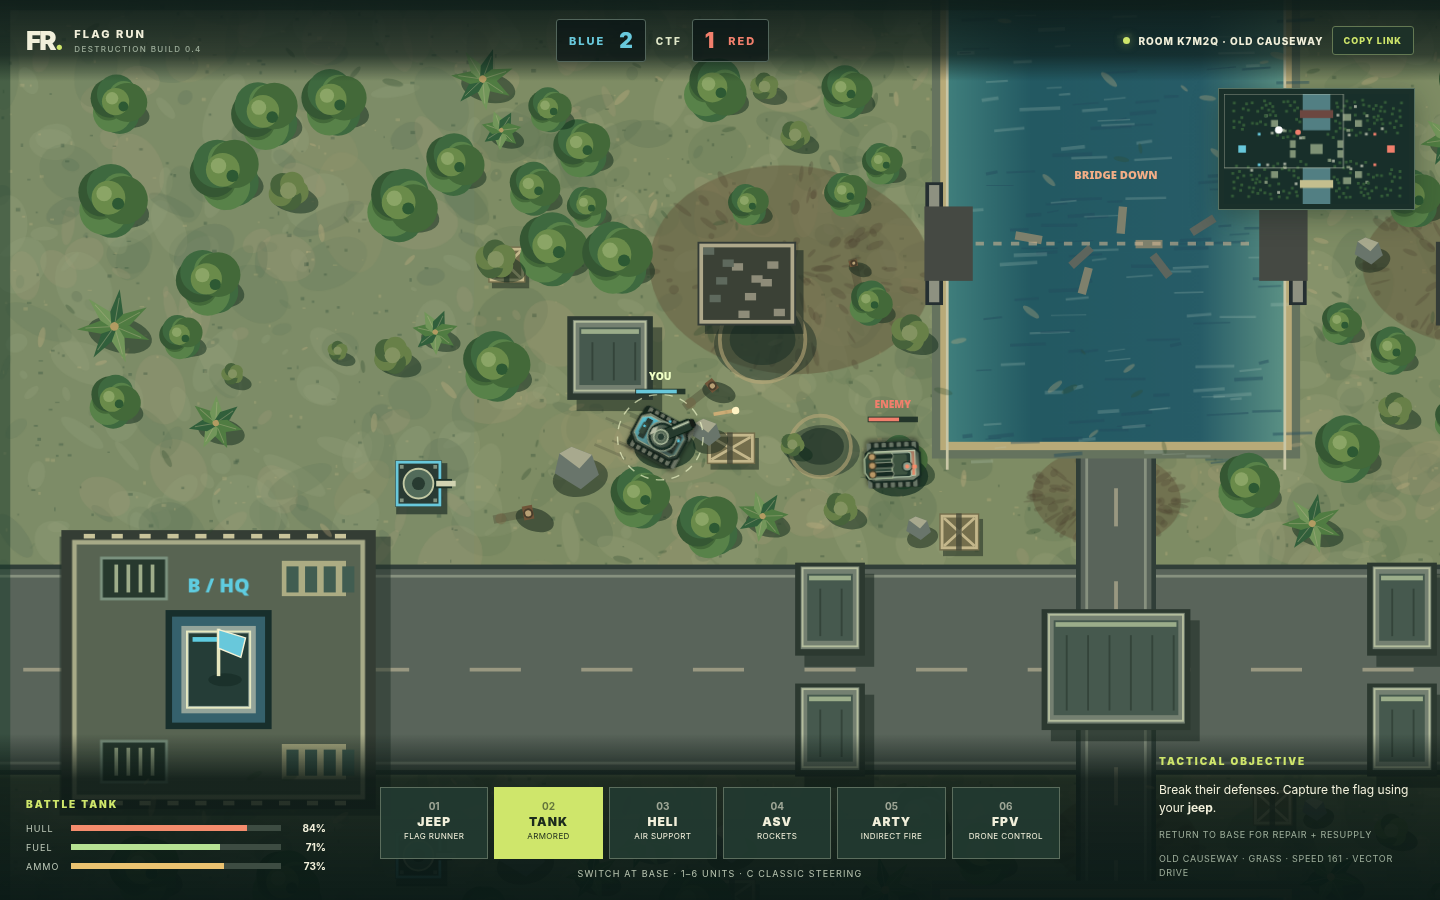 FR.
FLAG RUN
DESTRUCTION BUILD 0.4
BLUE 2 CTF 1 RED
ROOM K7M2Q · OLD CAUSEWAY
COPY LINK
BRIDGE DOWN
YOU
ENEMY
B / HQ
BATTLE TANK
HULL 84%
FUEL 71%
AMMO 73%
01
JEEP
FLAG RUNNER
02
TANK
ARMORED
03
HELI
AIR SUPPORT
04
ASV
ROCKETS
05
ARTY
INDIRECT FIRE
06
FPV
DRONE CONTROL
SWITCH AT BASE · 1–6 UNITS · C CLASSIC STEERING
TACTICAL OBJECTIVE
Break their defenses. Capture the flag using
your jeep.
RETURN TO BASE FOR REPAIR + RESUPPLY
OLD CAUSEWAY · GRASS · SPEED 161 · VECTOR
DRIVE